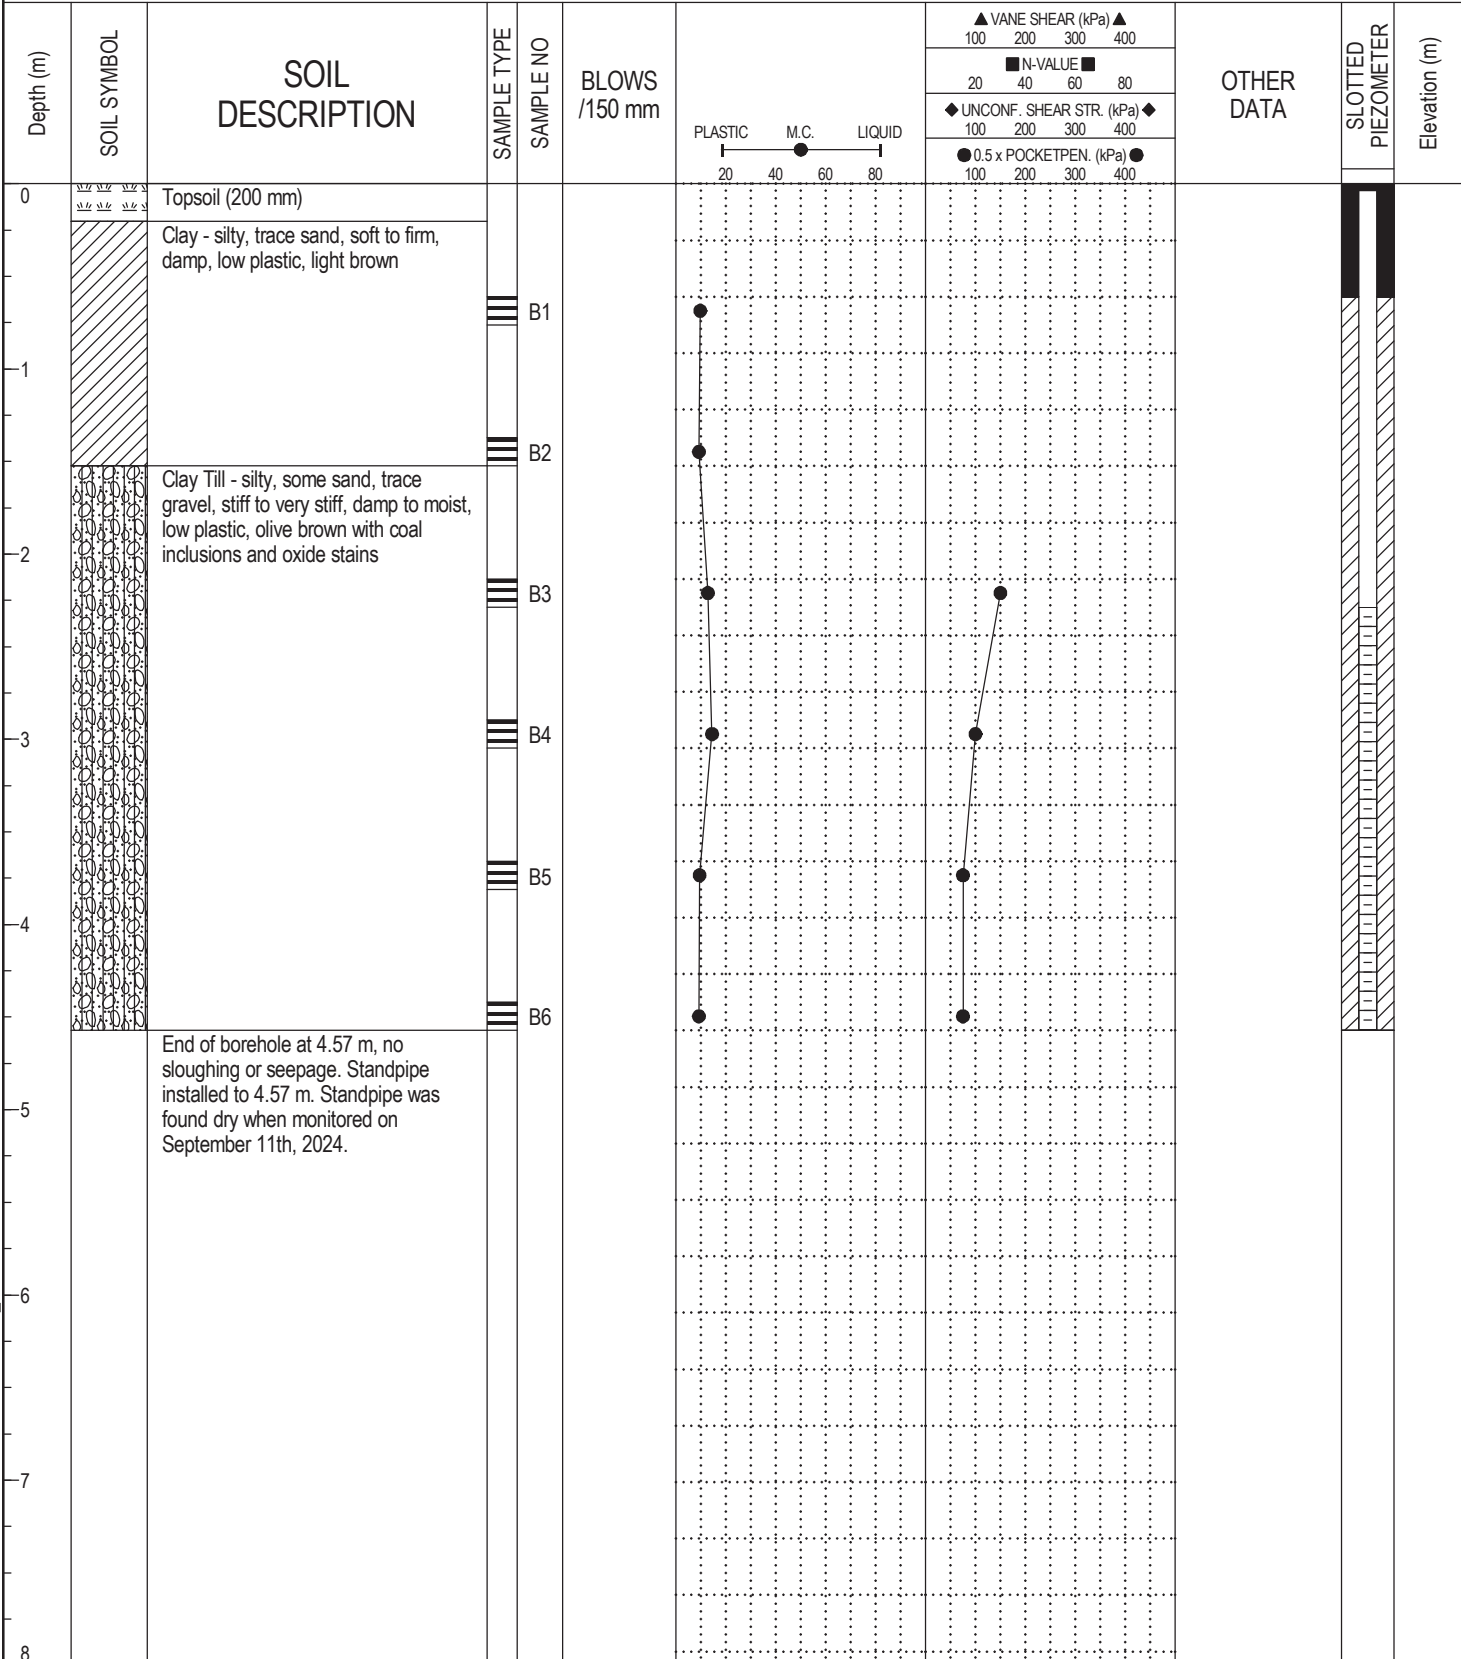 Depth (m)
SOIL SYMBOL
SOIL
DESCRIPTION
SAMPLE TYPE
SAMPLE NO
BLOWS
/150 mm
PLASTIC M.C. LIQUID
20 40 60 80
▲ VANE SHEAR (kPa) ▲
100 200 300 400
■ N-VALUE ■
20 40 60 80
◆ UNCONF. SHEAR STR. (kPa) ◆
100 200 300 400
● 0.5 x POCKETPEN. (kPa) ●
100 200 300 400
OTHER
DATA
SLOTTED
PIEZOMETER
Elevation (m)
0
Topsoil (200 mm)
Clay - silty, trace sand, soft to firm,
damp, low plastic, light brown
B1
1
B2
Clay Till - silty, some sand, trace
gravel, stiff to very stiff, damp to moist,
low plastic, olive brown with coal
inclusions and oxide stains
2
B3
3
B4
B5
4
B6
End of borehole at 4.57 m, no
sloughing or seepage. Standpipe
installed to 4.57 m. Standpipe was
found dry when monitored on
September 11th, 2024.
5
6
7
8